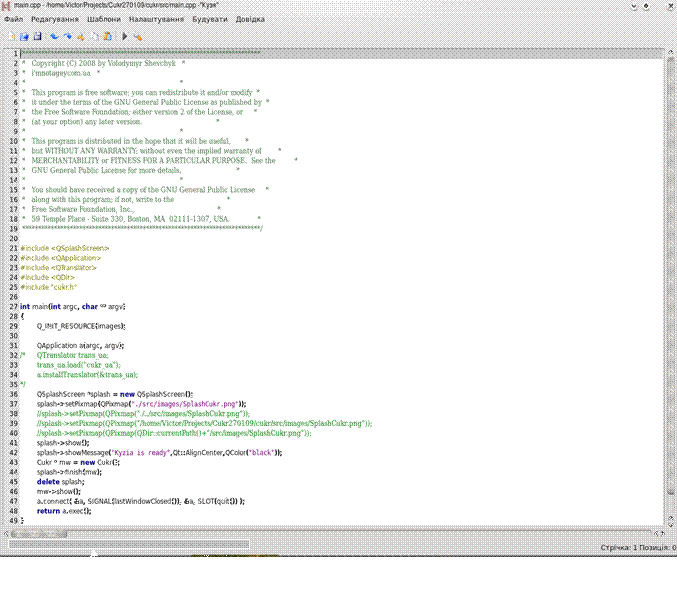 main.cpp - /home/Victor/Projects/Cukr270109/cukr/src/main.cpp -"Кузя"
Файл Редагування Шаблони Налаштування Будувати Довідка
1 /***************************************************************************
2 * Copyright (C) 2008 by Volodymyr Shevchyk *
3 * i'mnotageycom.ua *
4 * *
5 * This program is free software; you can redistribute it and/or modify *
6 * it under the terms of the GNU General Public License as published by *
7 * the Free Software Foundation; either version 2 of the License, or *
8 * (at your option) any later version. *
9 * *
10 * This program is distributed in the hope that it will be useful, *
11 * but WITHOUT ANY WARRANTY; without even the implied warranty of *
12 * MERCHANTABILITY or FITNESS FOR A PARTICULAR PURPOSE. See the *
13 * GNU General Public License for more details. *
14 * *
15 * You should have received a copy of the GNU General Public License *
16 * along with this program; if not, write to the *
17 * Free Software Foundation, Inc., *
18 * 59 Temple Place - Suite 330, Boston, MA 02111-1307, USA. *
19 ***************************************************************************/
20
21 #include <QSplashScreen>
22 #include <QApplication>
23 #include <QTranslator>
24 #include <QDir>
25 #include "cukr.h"
26
27 int main(int argc, char ** argv)
28 {
29 Q_INIT_RESOURCE(images);
30
31 QApplication a(argc, argv);
32 /* QTranslator trans_ua;
33 trans_ua.load("cukr_ua");
34 a.installTranslator(&trans_ua);
35 */
36 QSplashScreen *splash = new QSplashScreen();
37 splash->setPixmap(QPixmap("./src/images/SplashCukr.png"));
38 //splash->setPixmap(QPixmap("./../src/images/SplashCukr.png"));
39 //splash->setPixmap(QPixmap("/home/Victor/Projects/Cukr270109/cukr/src/images/SplashCukr.png"));
40 //splash->setPixmap(QPixmap(QDir::currentPath()+"/src/images/SplashCukr.png"));
41 splash->show();
42 splash->showMessage("Kyzia is ready",Qt::AlignCenter,QColor("black"));
43 Cukr * mw = new Cukr();
44 splash->finish(mw);
45 delete splash;
46 mw->show();
47 a.connect( &a, SIGNAL(lastWindowClosed()), &a, SLOT(quit()) );
48 return a.exec();
49 }
Стрічка: 1 Позиція: 0